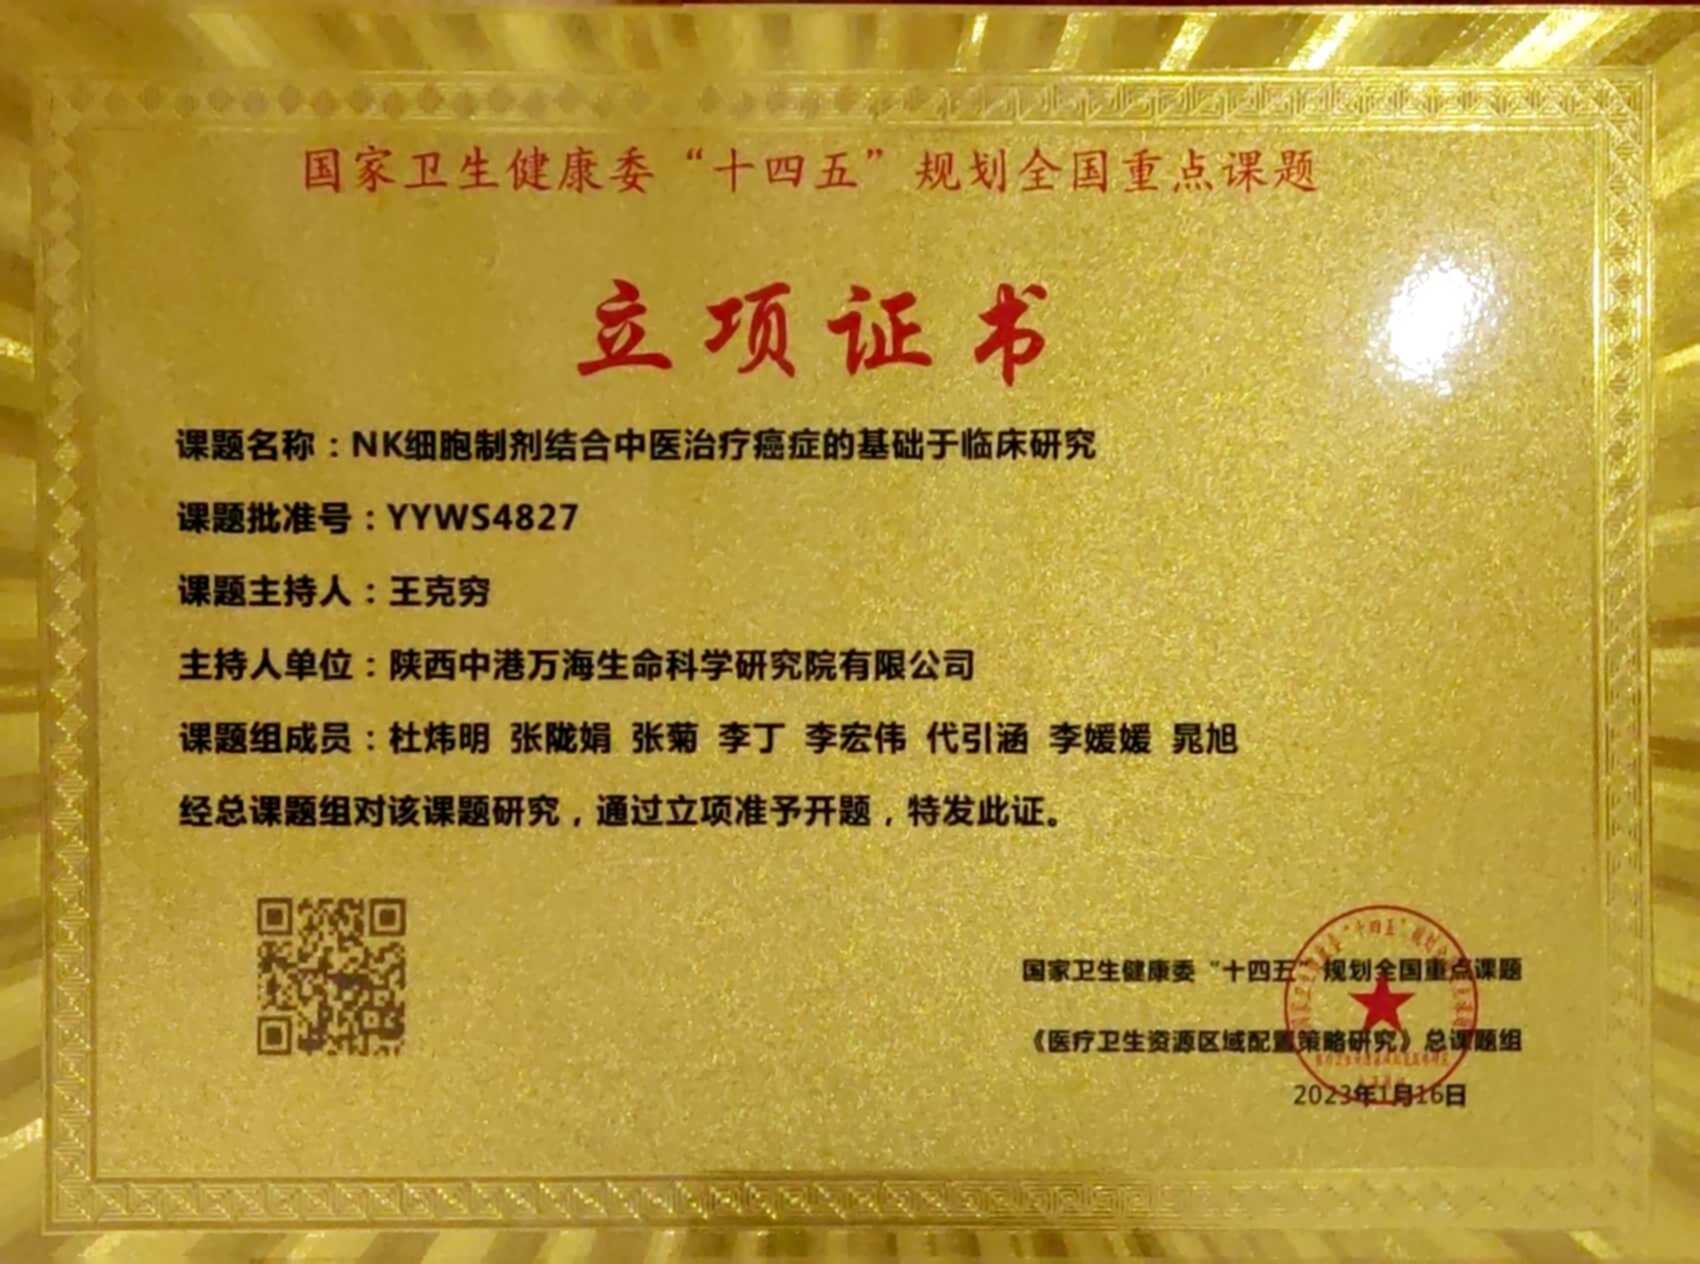 国家卫生健康委“十四五”规划全国重点课题
立项证书
课题名称：NK细胞制剂结合中医治疗癌症的基础于临床研究
课题批准号：YYWS4827
课题主持人：王克穷
主持人单位：陕西中港万海生命科学研究院有限公司
课题组成员：杜炜明 张陇娟 张菊 李丁 李宏伟 代引涵 李媛媛 晁旭
经总课题组对该课题研究，通过立项准予开题，特发此证。
国家卫生健康委“十四五”规划全国重点课题
《医疗卫生资源区域配置策略研究》总课题组
2023年1月16日